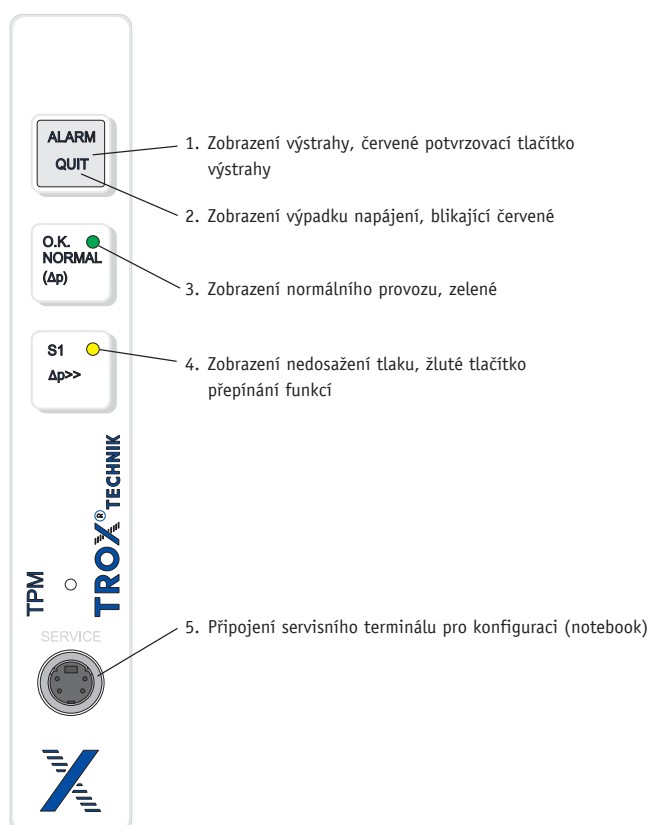 ALARM
QUIT
1. Zobrazení výstrahy, červené potvrzovací tlačítko
výstrahy
2. Zobrazení výpadku napájení, blikající červené
O.K.
NORMAL
(Δp)
3. Zobrazení normálního provozu, zelené
S1
Δp>>
4. Zobrazení nedosažení tlaku, žluté tlačítko
přepínání funkcí
TROX® TECHNIK
TPM
SERVICE
5. Připojení servisního terminálu pro konfiguraci (notebook)